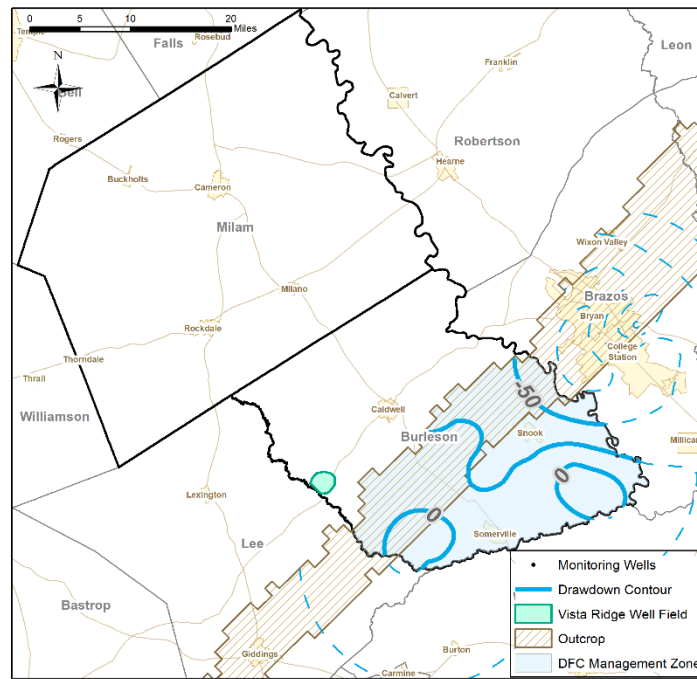 0 5 10 20
Miles
Temple
Falls
Rosebud
Leon
N
Bell
Franklin
Calvert
Rogers
Robertson
Hearne
Buckholts
Cameron
Milam
Wixon Valley
Milano
Brazos
Bryan
Rockdale
College
Station
Thorndale
Thrall
-50
Williamson
Caldwell
Burleson
Snook
Millican
0
Lexington
0
Somerville
Lee
Bastrop
Giddings
Burton
Carmine
Monitoring Wells
Drawdown Contour
Vista Ridge Well Field
Outcrop
DFC Management Zone